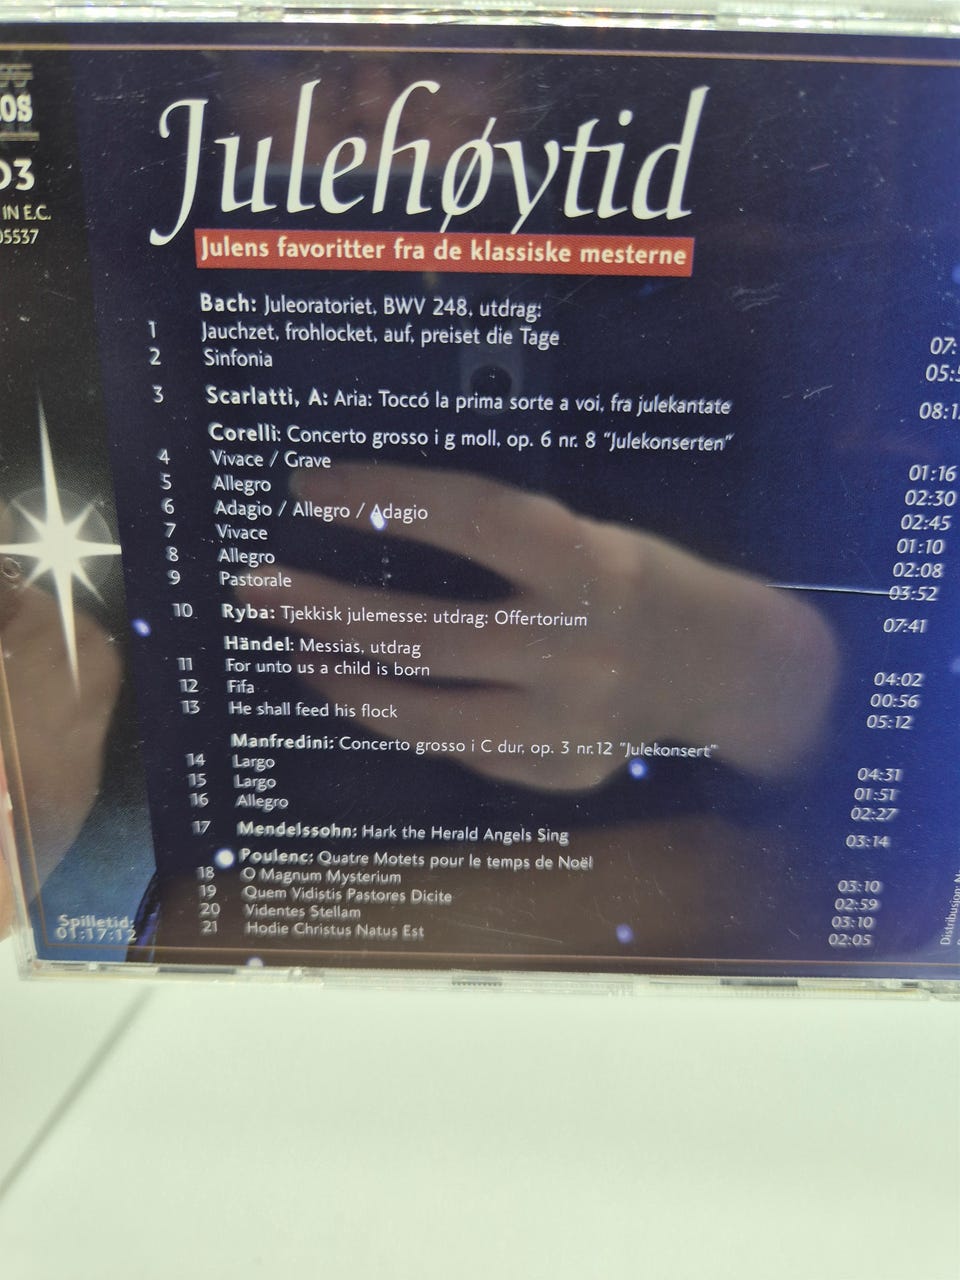 Julehøytid
Julens favoritter fra de klassiske mesterne
IN E.C.
Bach: Juleoratoriet, BWV 248, utdrag:
1 Jauchzet, frohlocket, auf, preiset die Tage 07:
2 Sinfonia 05:5
3 Scarlatti, A: Aria: Toccó la prima sorte a voi, fra julekantate 08:1
Corelli: Concerto grosso i g moll, op. 6 nr. 8 "Julekonserten"
4 Vivace / Grave 01:16
5 Allegro 02:30
6 Adagio / Allegro / Adagio 02:45
7 Vivace 01:10
8 Allegro 02:08
9 Pastorale 03:52
10 Ryba: Tjekkisk julemesse: utdrag: Offertorium 07:41
Händel: Messias, utdrag
11 For unto us a child is born 04:02
12 Fifa 00:56
13 He shall feed his flock 05:12
Manfredini: Concerto grosso i C dur, op. 3 nr.12 "Julekonsert"
14 Largo 04:31
15 Largo 01:51
16 Allegro 02:27
17 Mendelssohn: Hark the Herald Angels Sing 03:14
Poulenc: Quatre Motets pour le temps de Noël
18 O Magnum Mysterium 03:10
19 Quem Vidistis Pastores Dicite 02:59
20 Videntes Stellam 03:10
21 Hodie Christus Natus Est 02:05
Spilletid:
01:17:12
Distribusjon: